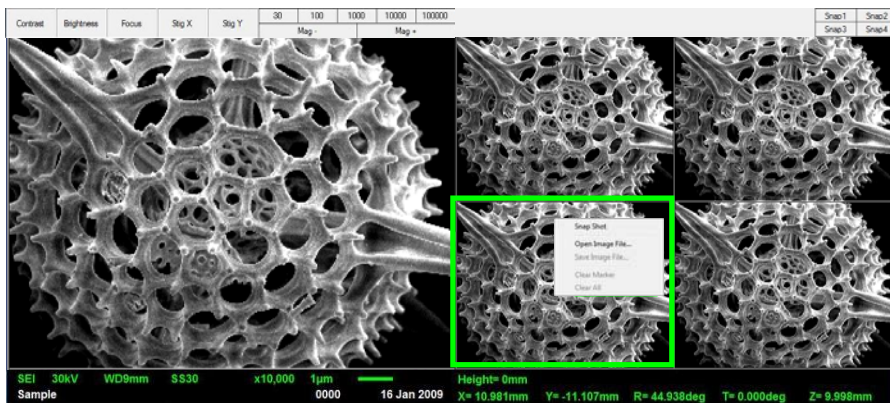 Contrast Brightness Focus Stig X Stig Y 30 100 1000 10000 100000 Snap1 Snap2
Mag - Mag + Snap3 Snap4
Snap Shot
Open Image File...
Save Image File...
Clear Marker
Clear All
SEI 30kV WD9mm SS30 x10,000 1µm Height= 0mm
Sample 0000 16 Jan 2009 X= 10.981mm Y= -11.107mm R= 44.938deg T= 0.000deg Z= 9.998mm